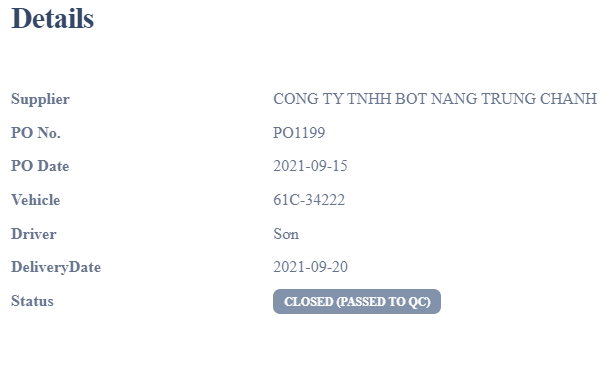 Details
Supplier CONG TY TNHH BOT NANG TRUNG CHANH
PO No. PO1199
PO Date 2021-09-15
Vehicle 61C-34222
Driver Sơn
DeliveryDate 2021-09-20
Status CLOSED (PASSED TO QC)